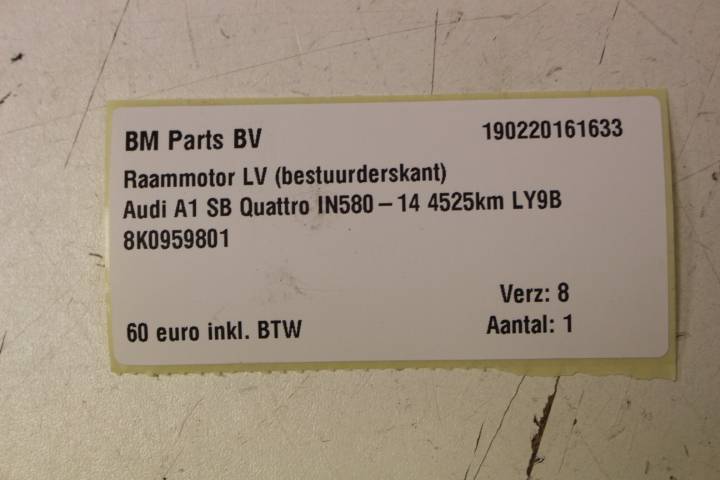 BM Parts BV 190220161633
Raammotor LV (bestuurderskant)
Audi A1 SB Quattro IN580-14 4525km LY9B
8K0959801
Verz: 8
60 euro inkl. BTW Aantal: 1